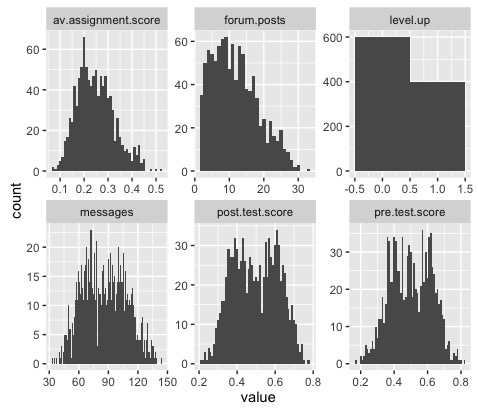 av.assignment.score forum.posts level.up
60
40
20
0
60
40
20
0
600
400
200
0
0.1 0.2 0.3 0.4 0.5
0 10 20 30
-0.5 0.0 0.5 1.0 1.5
count
messages post.test.score pre.test.score
20
15
10
5
0
30
20
10
0
30
20
10
0
30 60 90 120 150
0.2 0.4 0.6 0.8
0.2 0.4 0.6 0.8
value